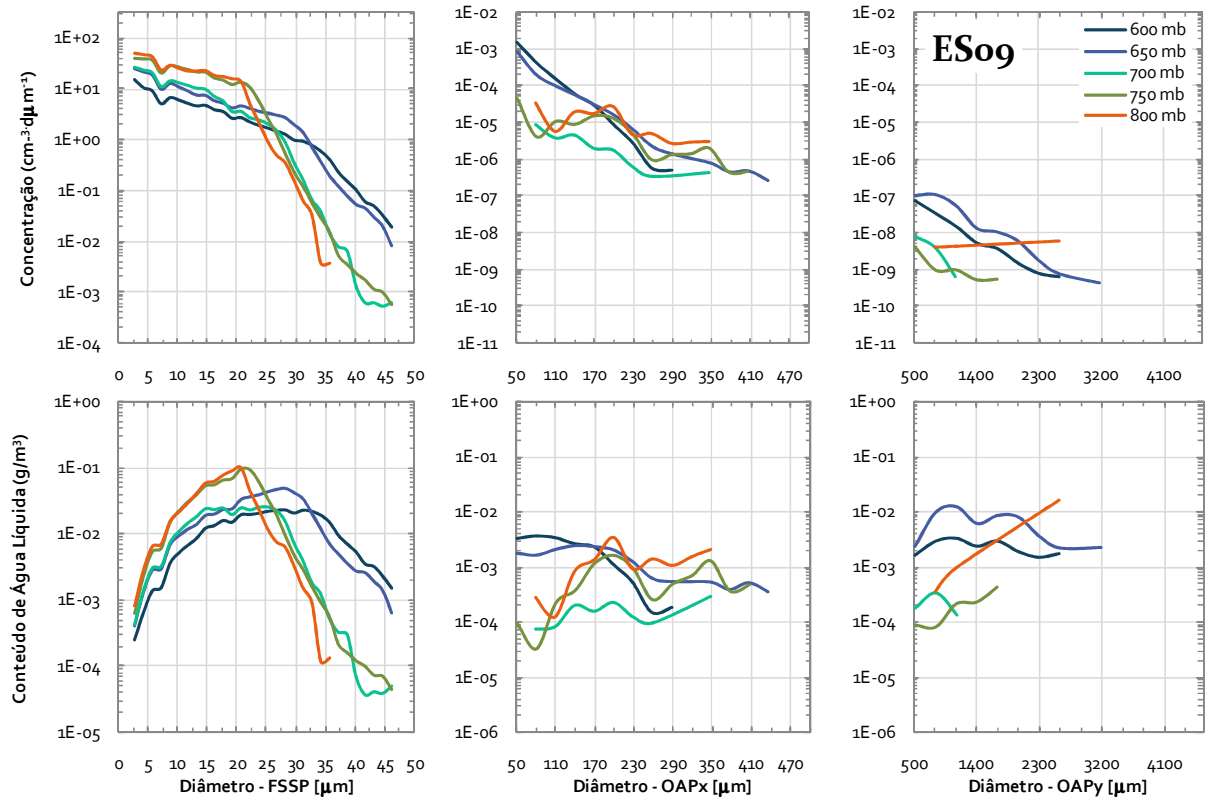 ES09
600 mb
650 mb
700 mb
750 mb
800 mb
Concentração (cm⁻³·dµm⁻¹)
1E+02
1E+01
1E+00
1E-01
1E-02
1E-03
1E-04
0 5 10 15 20 25 30 35 40 45 50
1E-02
1E-03
1E-04
1E-05
1E-06
1E-07
1E-08
1E-09
1E-10
1E-11
50 110 170 230 290 350 410 470
1E-02
1E-03
1E-04
1E-05
1E-06
1E-07
1E-08
1E-09
1E-10
1E-11
500 1400 2300 3200 4100
Conteúdo de Água Líquida (g/m³)
1E+00
1E-01
1E-02
1E-03
1E-04
1E-05
0 5 10 15 20 25 30 35 40 45 50
Diâmetro - FSSP [µm]
1E+00
1E-01
1E-02
1E-03
1E-04
1E-05
1E-06
50 110 170 230 290 350 410 470
Diâmetro - OAPx [µm]
1E+00
1E-01
1E-02
1E-03
1E-04
1E-05
1E-06
500 1400 2300 3200 4100
Diâmetro - OAPy [µm]